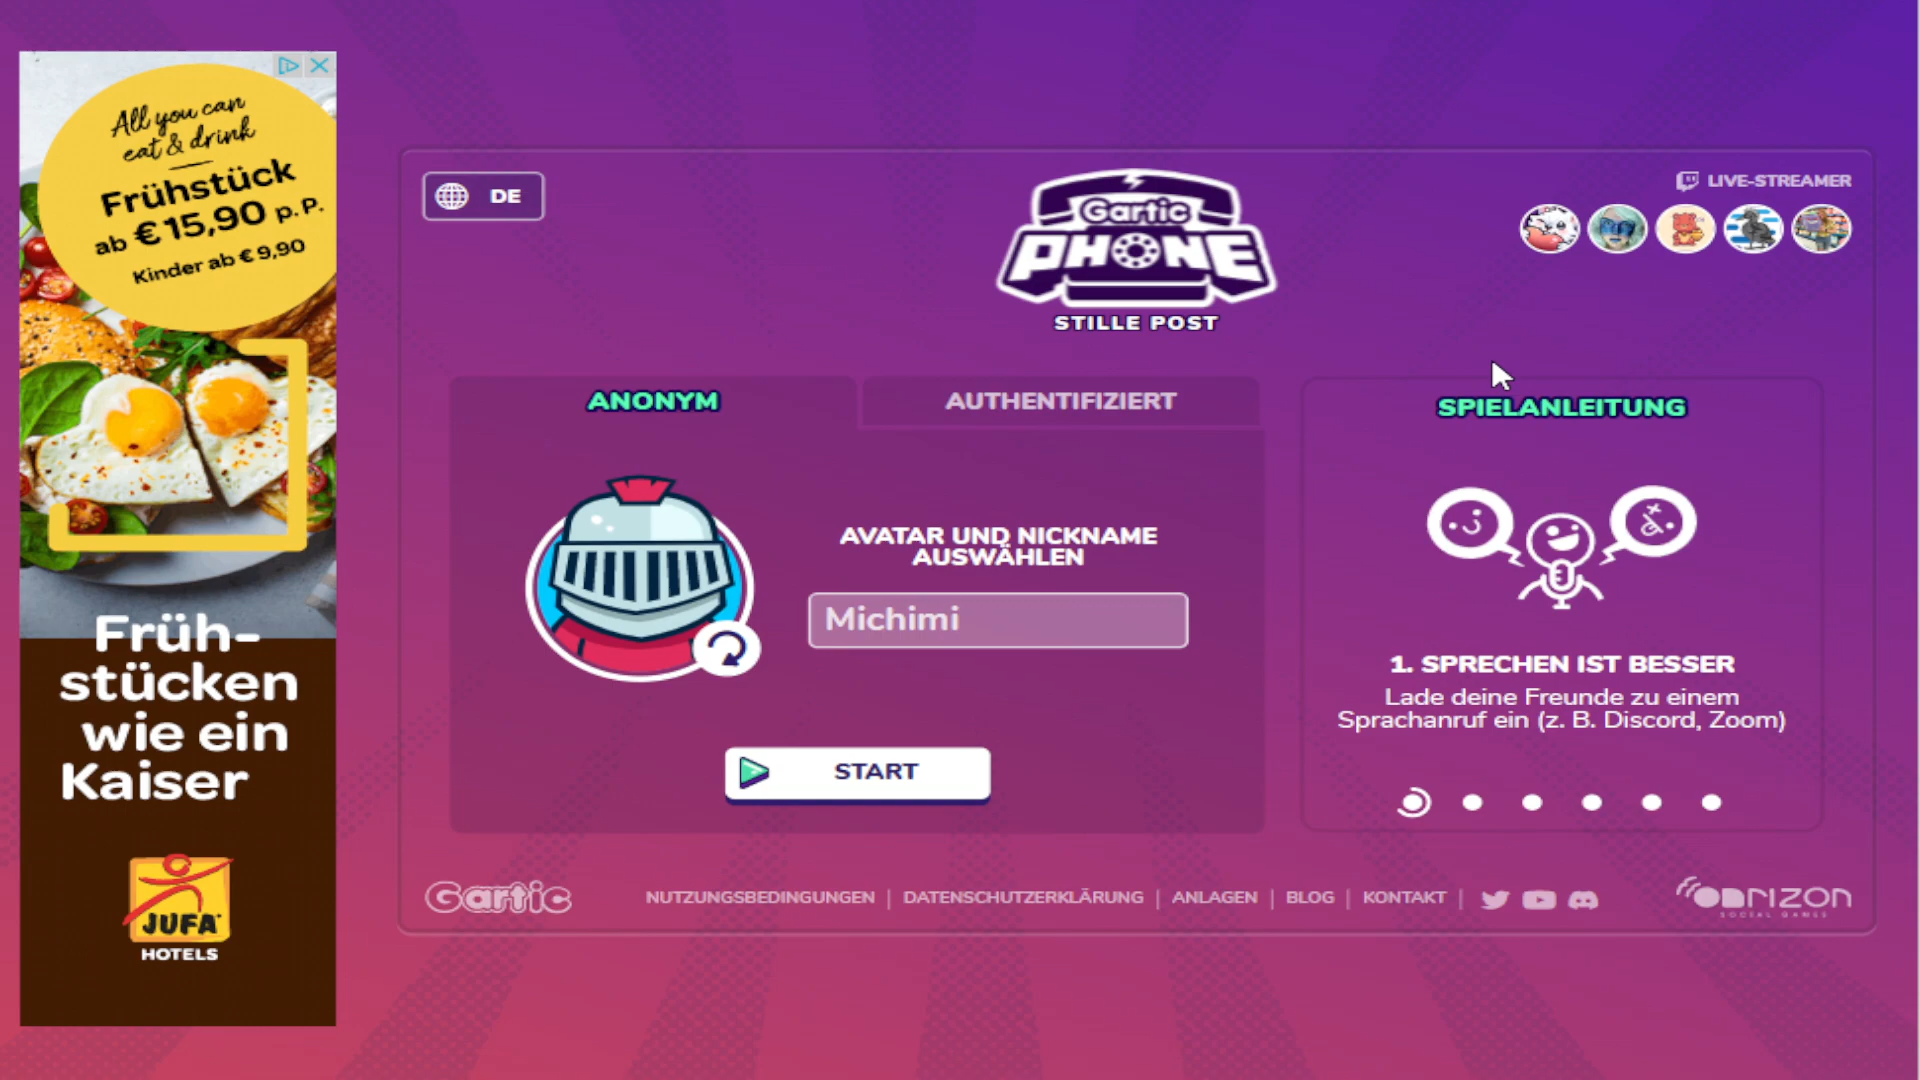 All you can
eat & drink
Frühstück
ab € 15,90 p. P.
Kinder ab € 9,90
Früh-
stücken
wie ein
Kaiser
JUFA
HOTELS
DE
Gartic
PHONE
STILLE POST
LIVE-STREAMER
ANONYM
AUTHENTIFIZIERT
AVATAR UND NICKNAME
AUSWÄHLEN
Michimi
START
SPIELANLEITUNG
1. SPRECHEN IST BESSER
Lade deine Freunde zu einem
Sprachanruf ein (z. B. Discord, Zoom)
Gartic
NUTZUNGSBEDINGUNGEN | DATENSCHUTZERKLÄRUNG | ANLAGEN | BLOG | KONTAKT |
ONRIZON
SOCIAL GAMES